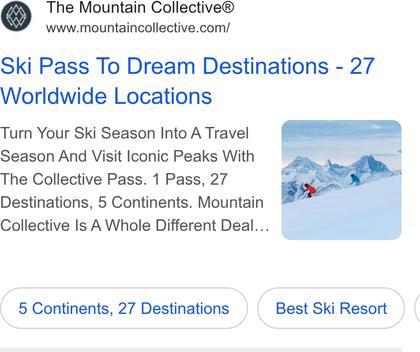 The Mountain Collective®
www.mountaincollective.com/
Ski Pass To Dream Destinations - 27
Worldwide Locations
Turn Your Ski Season Into A Travel
Season And Visit Iconic Peaks With
The Collective Pass. 1 Pass, 27
Destinations, 5 Continents. Mountain
Collective Is A Whole Different Deal…
5 Continents, 27 Destinations
Best Ski Resort